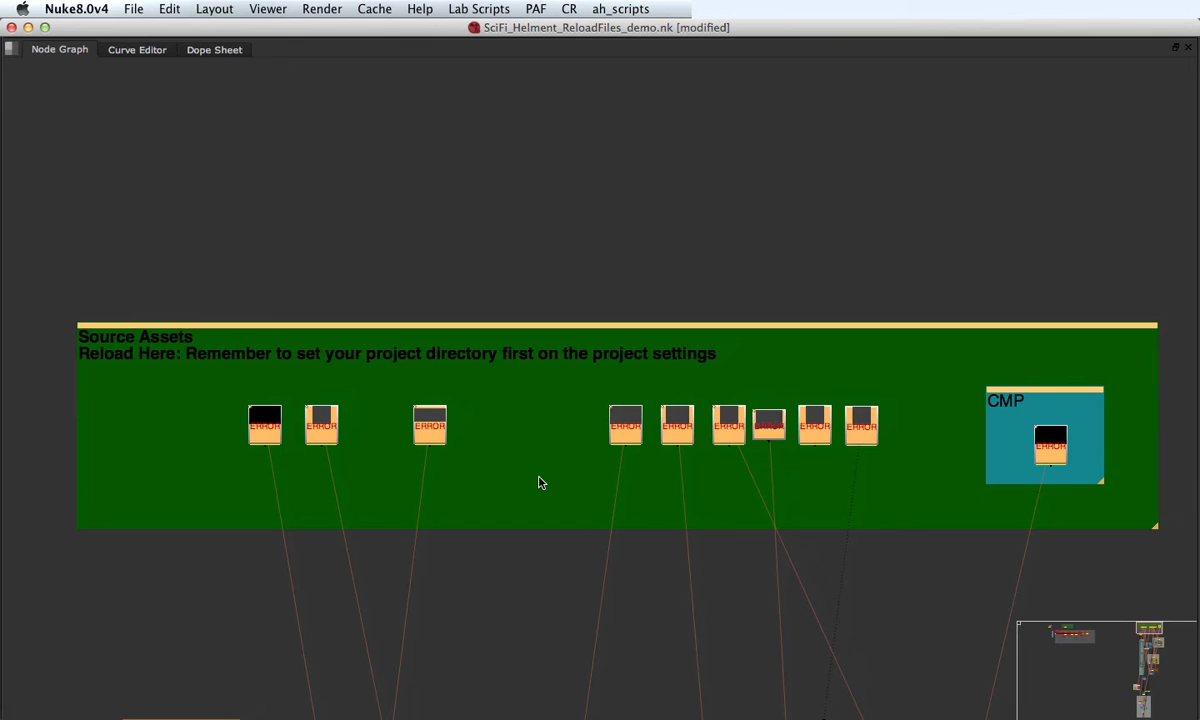 Nuke8.0v4 File Edit Layout Viewer Render Cache Help Lab Scripts PAF CR ah_scripts
SciFi_Helment_ReloadFiles_demo.nk [modified]
Node Graph Curve Editor Dope Sheet
Source Assets
Reload Here: Remember to set your project directory first on the project settings
CMP
ERROR ERROR ERROR ERROR ERROR ERROR ERROR ERROR ERROR
ERROR